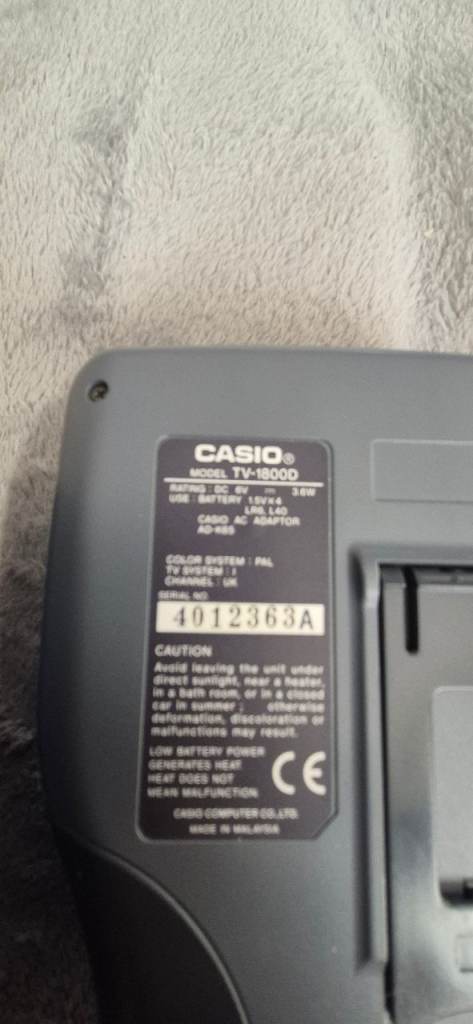 CASIO®
MODEL TV-1800D
RATING : DC 6V ⎓ 3.6W
USE : BATTERY 1.5V×4
LR6, L40
CASIO AC ADAPTOR
AD-K65
COLOR SYSTEM : PAL
TV SYSTEM : I
CHANNEL : UK
SERIAL NO.
4012363A
CAUTION
Avoid leaving the unit under
direct sunlight, near a heater,
in a bath room, or in a closed
car in summer ; otherwise
deformation, discoloration or
malfunctions may result.
LOW BATTERY POWER
GENERATES HEAT.
HEAT DOES NOT
MEAN MALFUNCTION.
CE
CASIO COMPUTER CO.,LTD.
MADE IN MALAYSIA